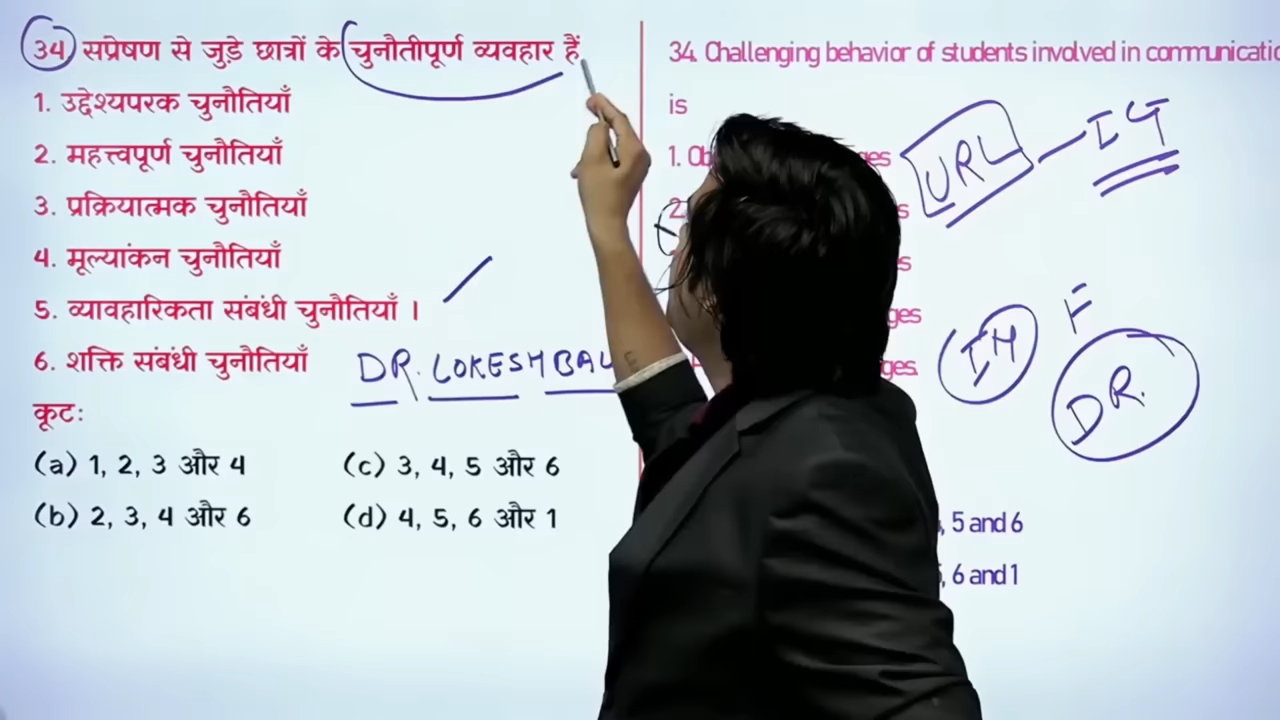 34 सप्रेषण से जुड़े छात्रों के चुनौतीपूर्ण व्यवहार हैं
1. उद्देश्यपरक चुनौतियाँ
2. महत्त्वपूर्ण चुनौतियाँ
3. प्रक्रियात्मक चुनौतियाँ
4. मूल्यांकन चुनौतियाँ
5. व्यावहारिकता संबंधी चुनौतियाँ ।
6. शक्ति संबंधी चुनौतियाँ
DR. LOKESH BAL
कूटः
(a) 1, 2, 3 और 4
(c) 3, 4, 5 और 6
(b) 2, 3, 4 और 6
(d) 4, 5, 6 और 1
34. Challenging behavior of students involved in
is
1.
2.
URL
F
DR.
, 5 and 6
, 6 and 1